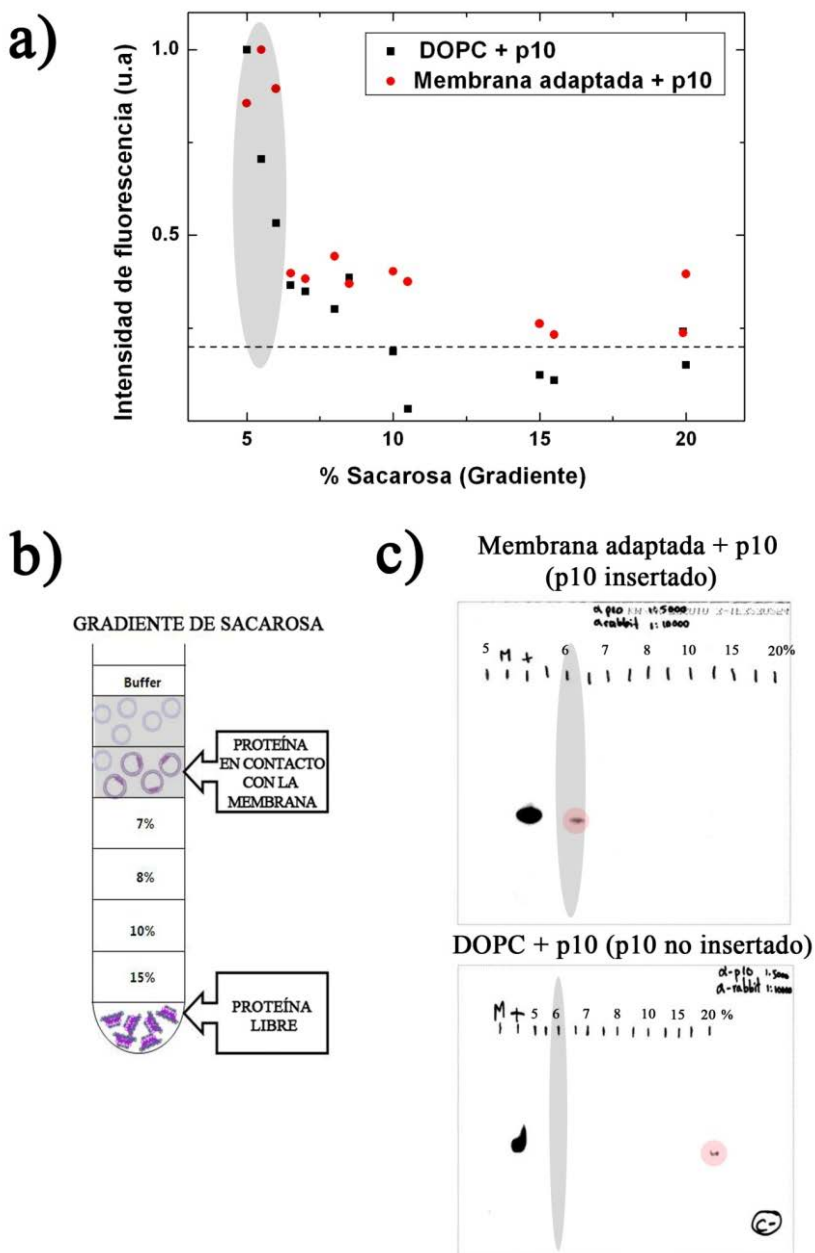 a)
Intensidad de fluorescencia (u.a)
DOPC + p10
Membrana adaptada + p10
1.0
0.5
5
10
15
20
% Sacarosa (Gradiente)
b)
GRADIENTE DE SACAROSA
Buffer
PROTEÍNA
EN CONTACTO
CON LA
MEMBRANA
7%
8%
10%
15%
PROTEÍNA
LIBRE
c)
Membrana adaptada + p10
(p10 insertado)
α p10 1:5000
α rabbit 1:10000
5 M + 6 7 8 10 15 20%
DOPC + p10 (p10 no insertado)
α-p10 1:5000
α-rabbit 1:10000
M + 5 6 7 8 10 15 20 %
C-